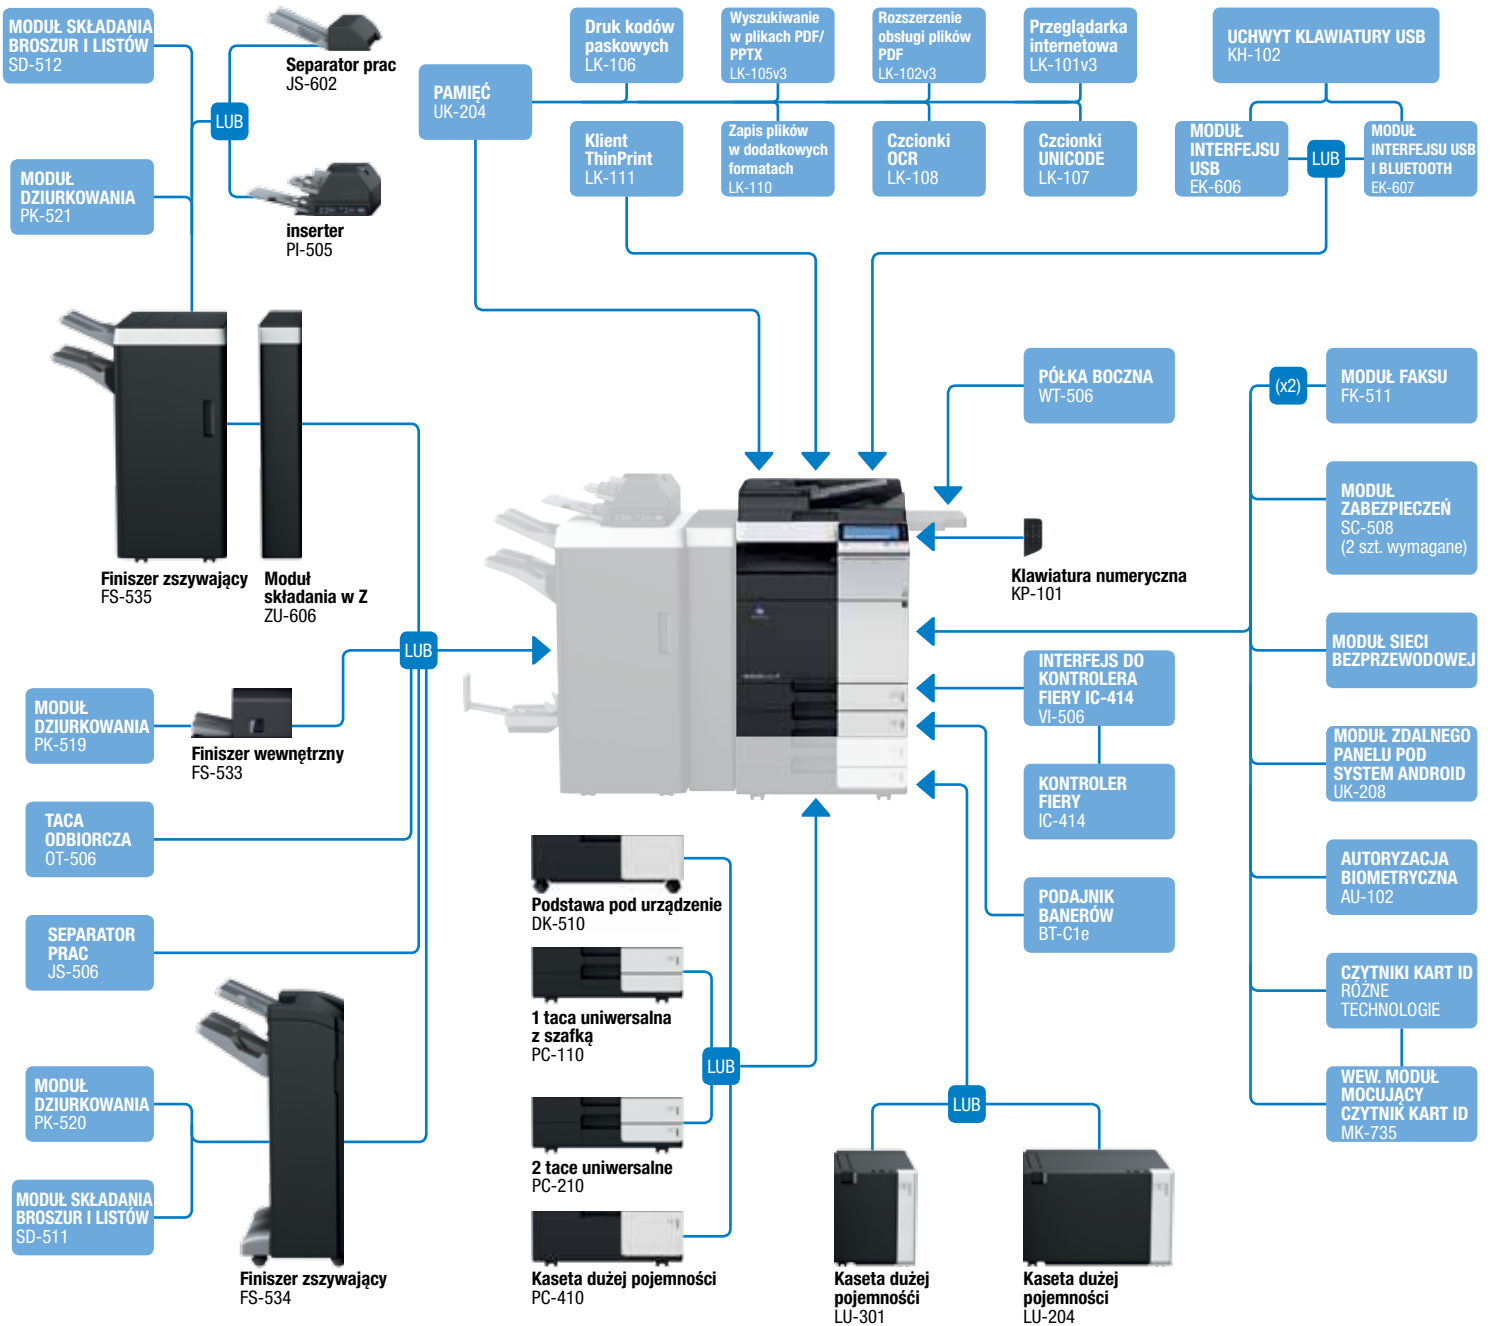 MODUŁ SKŁADANIA
BROSZUR I LISTÓW
SD-512
Separator prac
JS-602
LUB
MODUŁ
DZIURKOWANIA
PK-521
inserter
PI-505
PAMIĘĆ
UK-204
Druk kodów
paskowych
LK-106
Wyszukiwanie
w plikach PDF/
PPTX
LK-105v3
Rozszerzenie
obsługi plików
PDF
LK-102v3
Przeglądarka
internetowa
LK-101v3
Klient
ThinPrint
LK-111
Zapis plików
w dodatkowych
formatach
LK-110
Czcionki
OCR
LK-108
Czcionki
UNICODE
LK-107
UCHWYT KLAWIATURY USB
KH-102
MODUŁ
INTERFEJSU
USB
EK-606
LUB
MODUŁ
INTERFEJSU USB
I BLUETOOTH
EK-607
Finiszer zszywający
FS-535
Moduł
składania w Z
ZU-606
PÓŁKA BOCZNA
WT-506
(x2)
MODUŁ FAKSU
FK-511
MODUŁ
ZABEZPIECZEŃ
SC-508
(2 szt. wymagane)
Klawiatura numeryczna
KP-101
LUB
MODUŁ SIECI
BEZPRZEWODOWEJ
INTERFEJS DO
KONTROLERA
FIERY IC-414
VI-506
MODUŁ
DZIURKOWANIA
PK-519
Finiszer wewnętrzny
FS-533
MODUŁ ZDALNEGO
PANELU POD
SYSTEM ANDROID
UK-208
KONTROLER
FIERY
IC-414
TACA
ODBIORCZA
OT-506
AUTORYZACJA
BIOMETRYCZNA
AU-102
Podstawa pod urządzenie
DK-510
PODAJNIK
BANERÓW
BT-C1e
SEPARATOR
PRAC
JS-506
CZYTNIKI KART ID
RÓŻNE
TECHNOLOGIE
1 taca uniwersalna
z szafką
PC-110
LUB
MODUŁ
DZIURKOWANIA
PK-520
LUB
WEW. MODUŁ
MOCUJĄCY
CZYTNIK KART ID
MK-735
2 tace uniwersalne
PC-210
MODUŁ SKŁADANIA
BROSZUR I LISTÓW
SD-511
Finiszer zszywający
FS-534
Kaseta dużej pojemności
PC-410
Kaseta dużej
pojemnośći
LU-301
Kaseta dużej
pojemności
LU-204